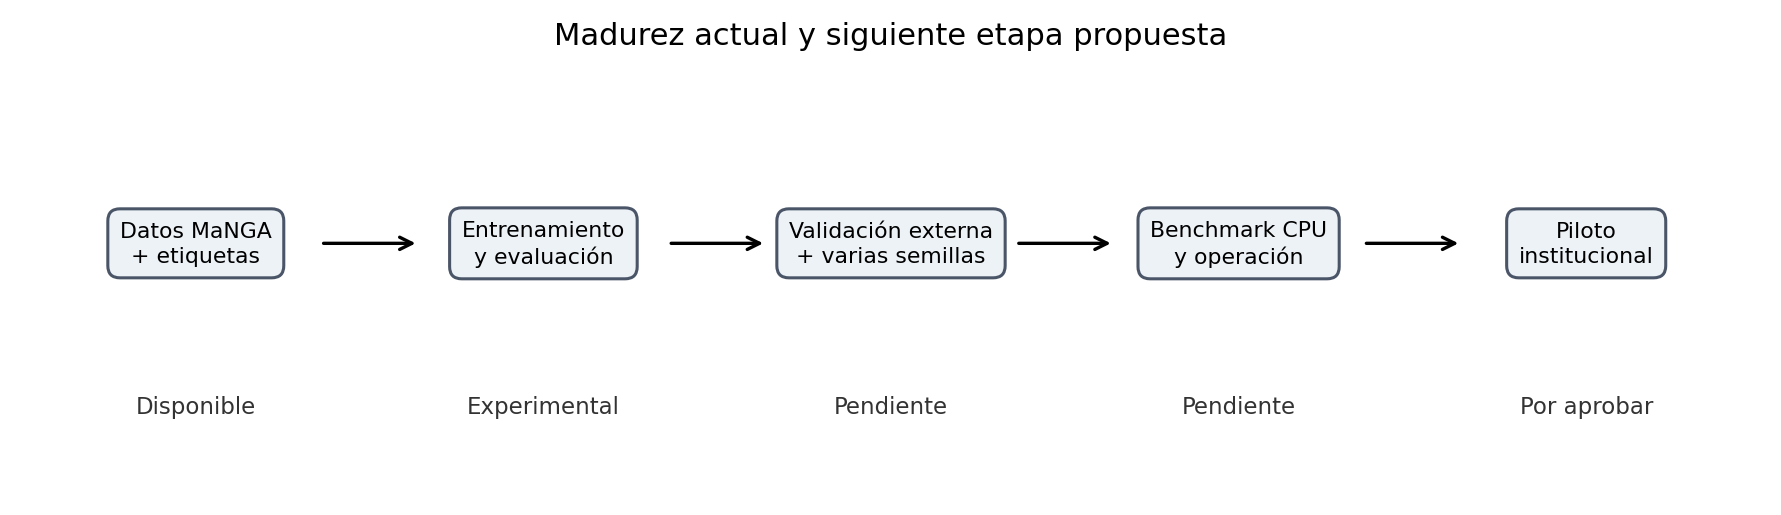 Madurez actual y siguiente etapa propuesta
Datos MaNGA
+ etiquetas
Entrenamiento
y evaluación
Validación externa
+ varias semillas
Benchmark CPU
y operación
Piloto
institucional
Disponible
Experimental
Pendiente
Pendiente
Por aprobar